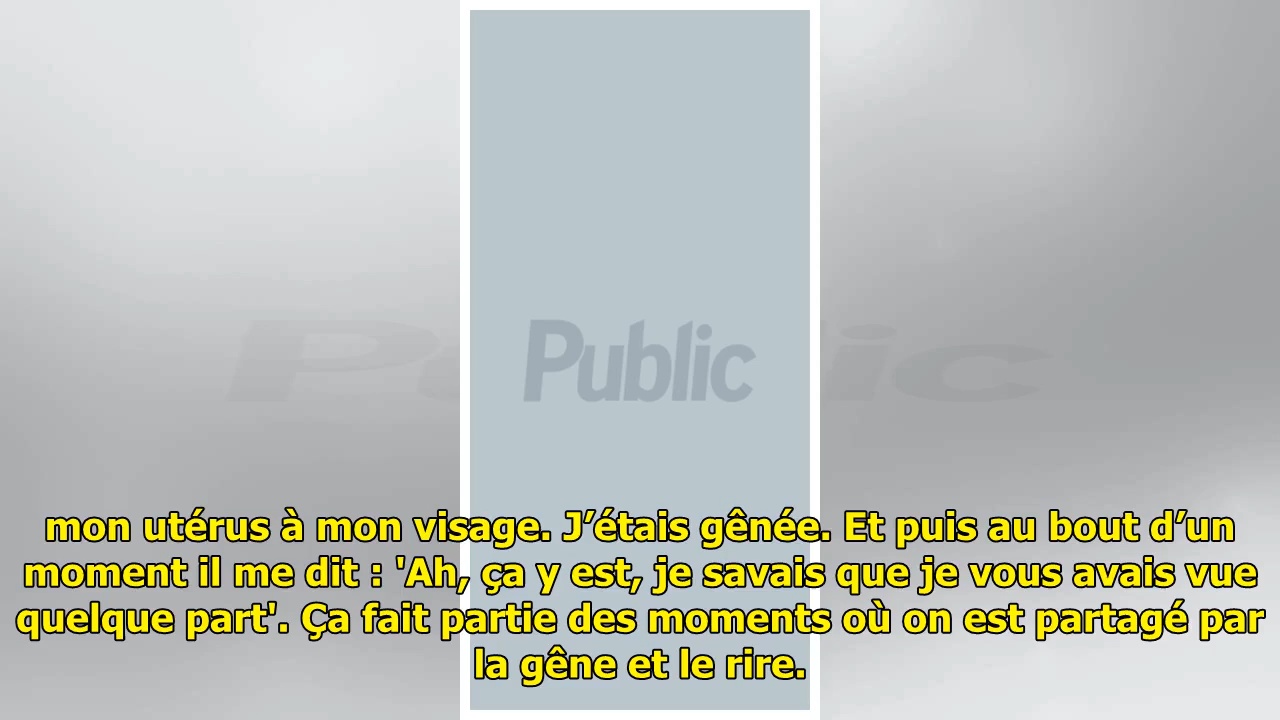 Public
mon utérus à mon visage. J’étais gênée. Et puis au bout d’un
moment il me dit : 'Ah, ça y est, je savais que je vous avais vue
quelque part'. Ça fait partie des moments où on est partagé par
la gêne et le rire.